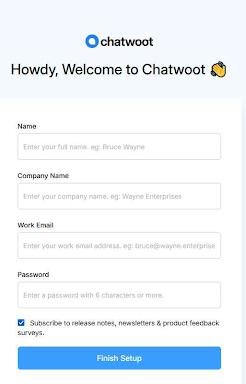 chatwoot
Howdy, Welcome to Chatwoot 👋
Name
Enter your full name. eg: Bruce Wayne
Company Name
Enter your company name. eg: Wayne Enterprises
Work Email
Enter your work email address. eg: bruce@wayne.enterprise
Password
Enter a password with 6 characters or more.
Subscribe to release notes, newsletters & product feedback
surveys.
Finish Setup